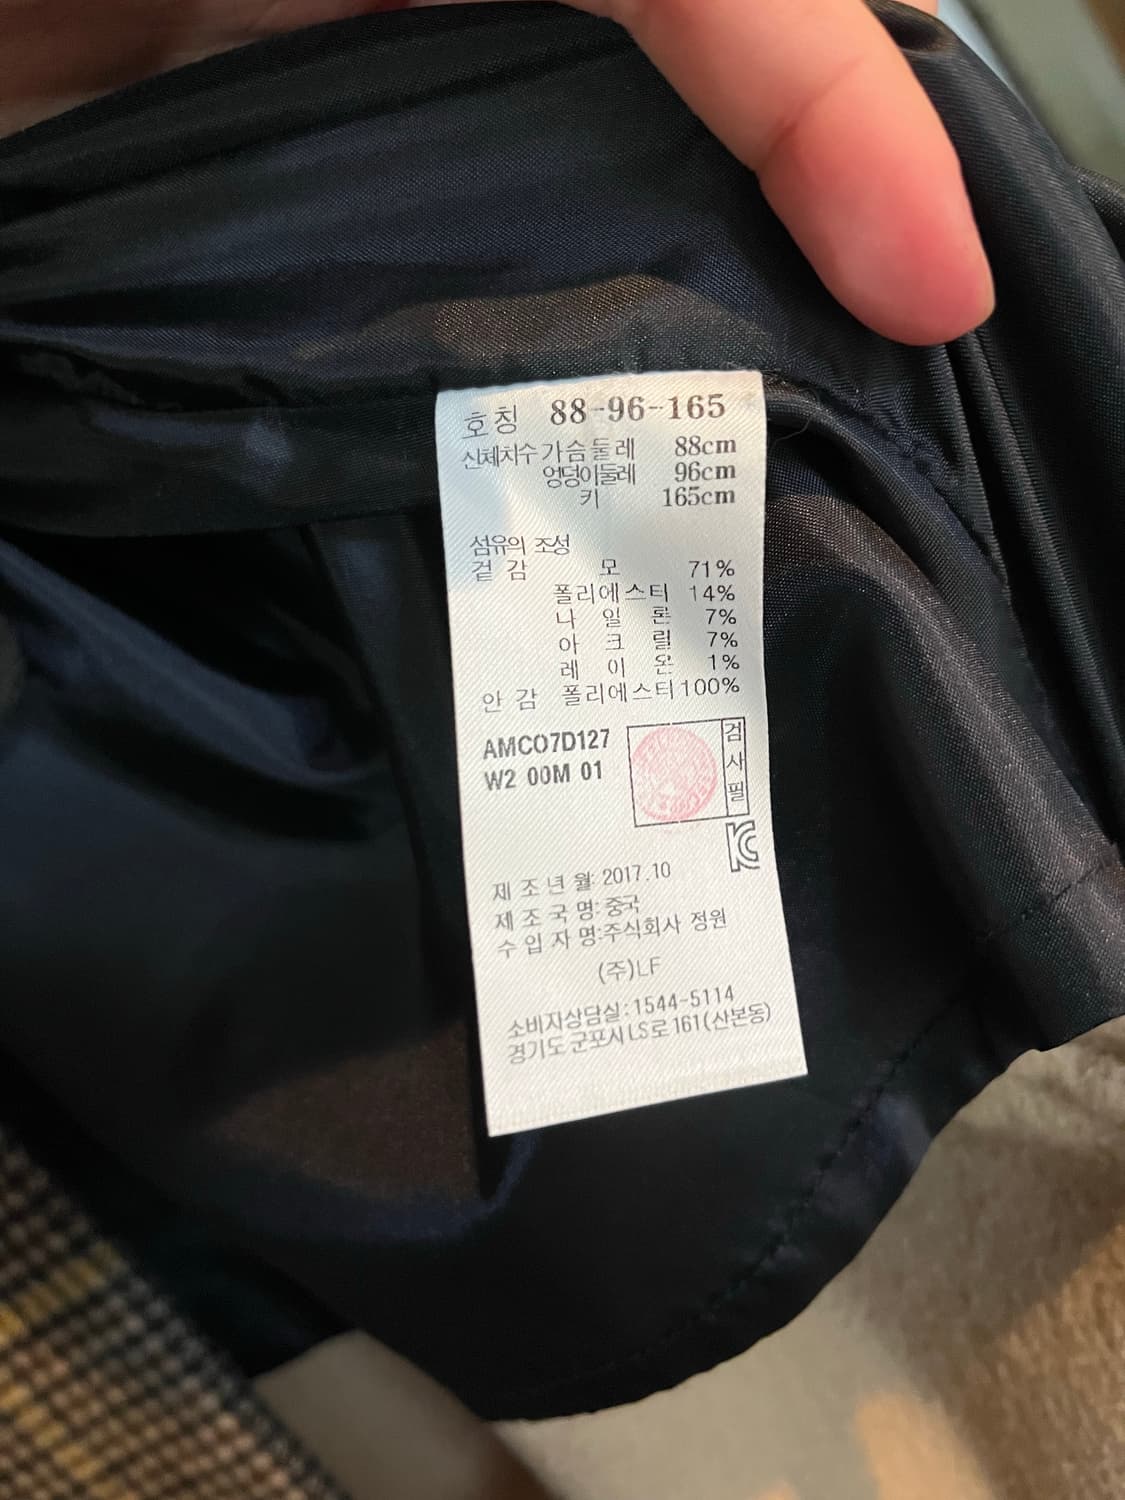 호칭 88-96-165
신체치수 가슴둘레 88cm
엉덩이둘레 96cm
키 165cm
섬유의 조성
겉감 모 71%
폴리에스터 14%
나일론 7%
아크릴 7%
레이온 1%
안감 폴리에스터 100%
AMCO7D127
W2 00M 01
검사필
제조년월: 2017.10
제조국명: 중국
수입자명: 주식회사 정원
(주)LF
소비자상담실: 1544-5114
경기도 군포시 LS로 161(산본동)